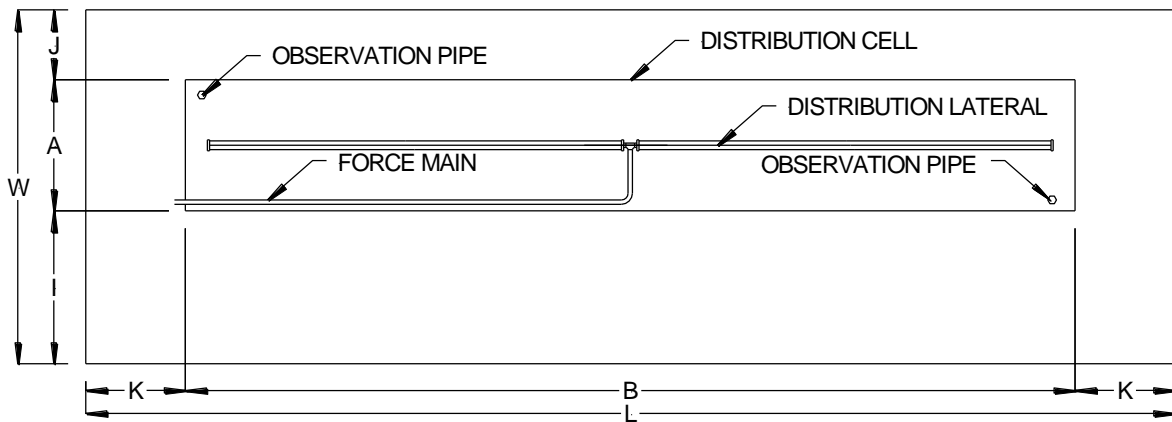 J
OBSERVATION PIPE
DISTRIBUTION CELL
DISTRIBUTION LATERAL
A
FORCE MAIN
OBSERVATION PIPE
W
I
K
B
K
L